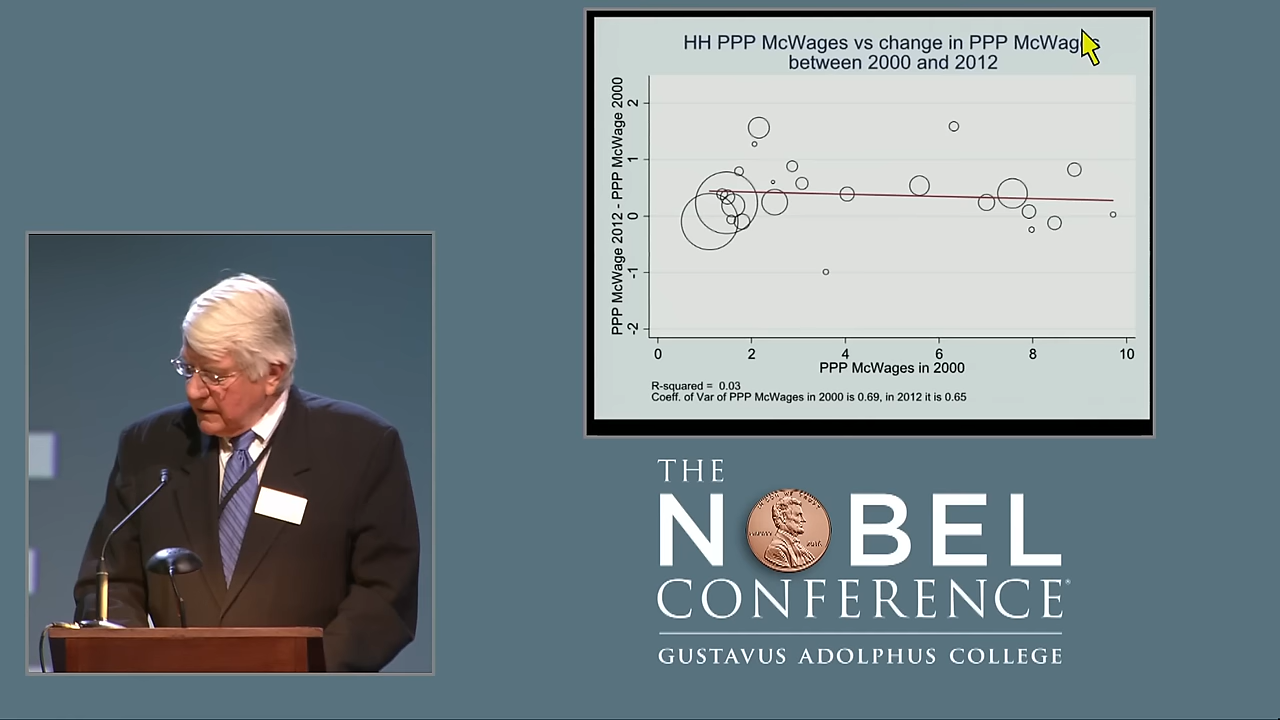 HH PPP McWages vs change in PPP McWages
between 2000 and 2012
PPP McWage 2012 - PPP McWage 2000
2
1
0
-1
-2
0 2 4 6 8 10
PPP McWages in 2000
R-squared = 0.03
Coeff. of Var of PPP McWages in 2000 is 0.69, in 2012 it is 0.65
THE
NOBEL
CONFERENCE®
GUSTAVUS ADOLPHUS COLLEGE